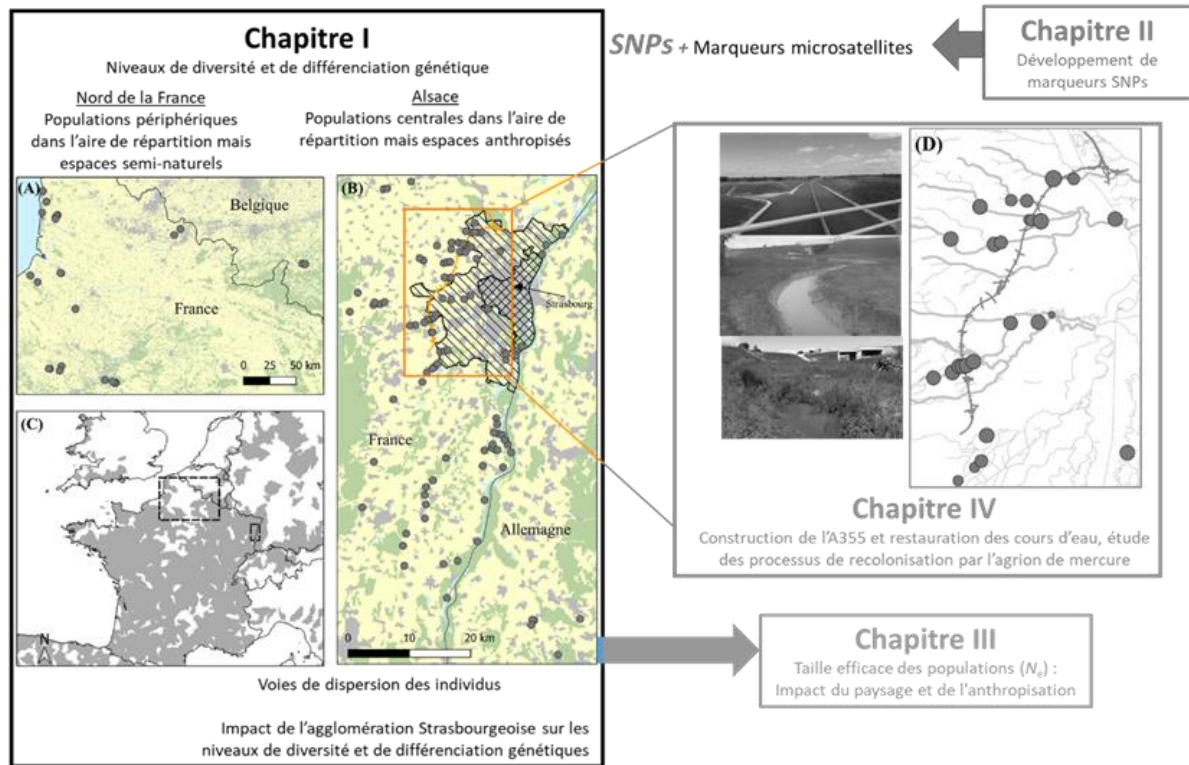 Chapitre I
Niveaux de diversité et de différenciation génétique
Nord de la France
Populations périphériques
dans l'aire de répartition mais
espaces semi-naturels
Alsace
Populations centrales dans l'aire de
répartition mais espaces anthropisés
(A)
Belgique
France
0 25 50 km
(B)
Strasbourg
France
Allemagne
0 10 20 km
(C)
N
Voies de dispersion des individus
Impact de l'agglomération Strasbourgeoise sur les
niveaux de diversité et de différenciation génétiques
SNPs + Marqueurs microsatellites
Chapitre II
Développement de
marqueurs SNPs
(D)
Chapitre IV
Construction de l'A355 et restauration des cours d'eau, étude
des processus de recolonisation par l'agrion de mercure
Chapitre III
Taille efficace des populations (Ne) :
Impact du paysage et de l'anthropisation